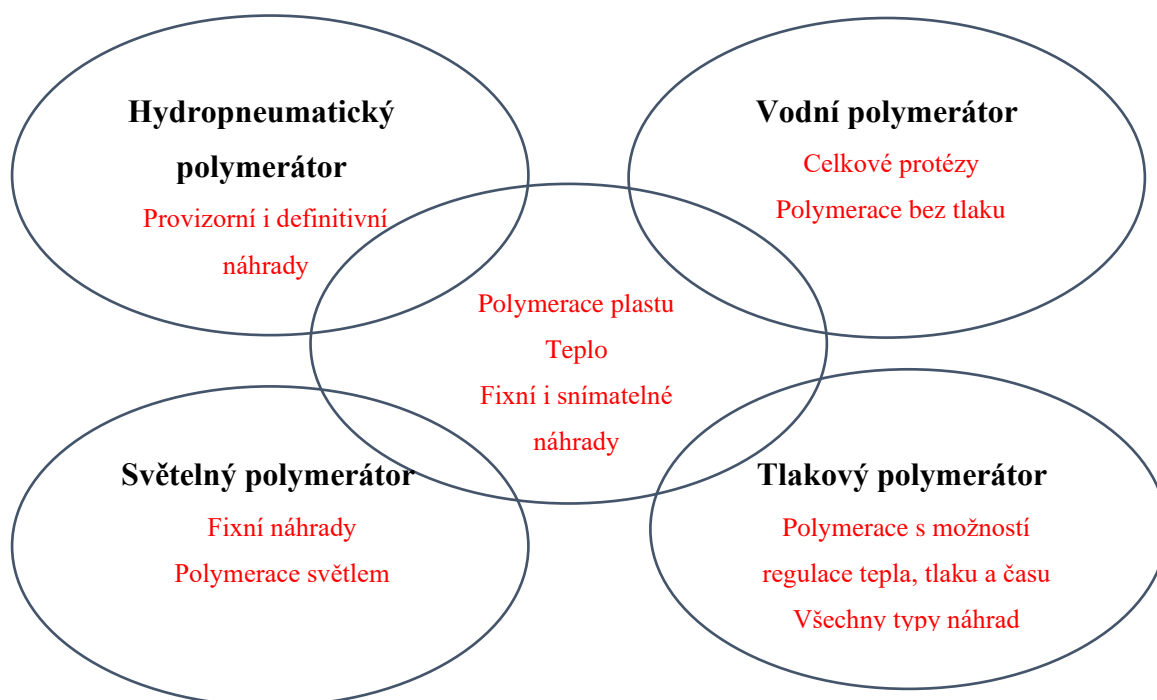 Hydropneumatický
polymerátor
Provizorní i definitivní
náhrady
Vodní polymerátor
Celkové protézy
Polymerace bez tlaku
Polymerace plastu
Teplo
Fixní i snímatelné
náhrady
Světelný polymerátor
Fixní náhrady
Polymerace světlem
Tlakový polymerátor
Polymerace s možností
regulace tepla, tlaku a času
Všechny typy náhrad